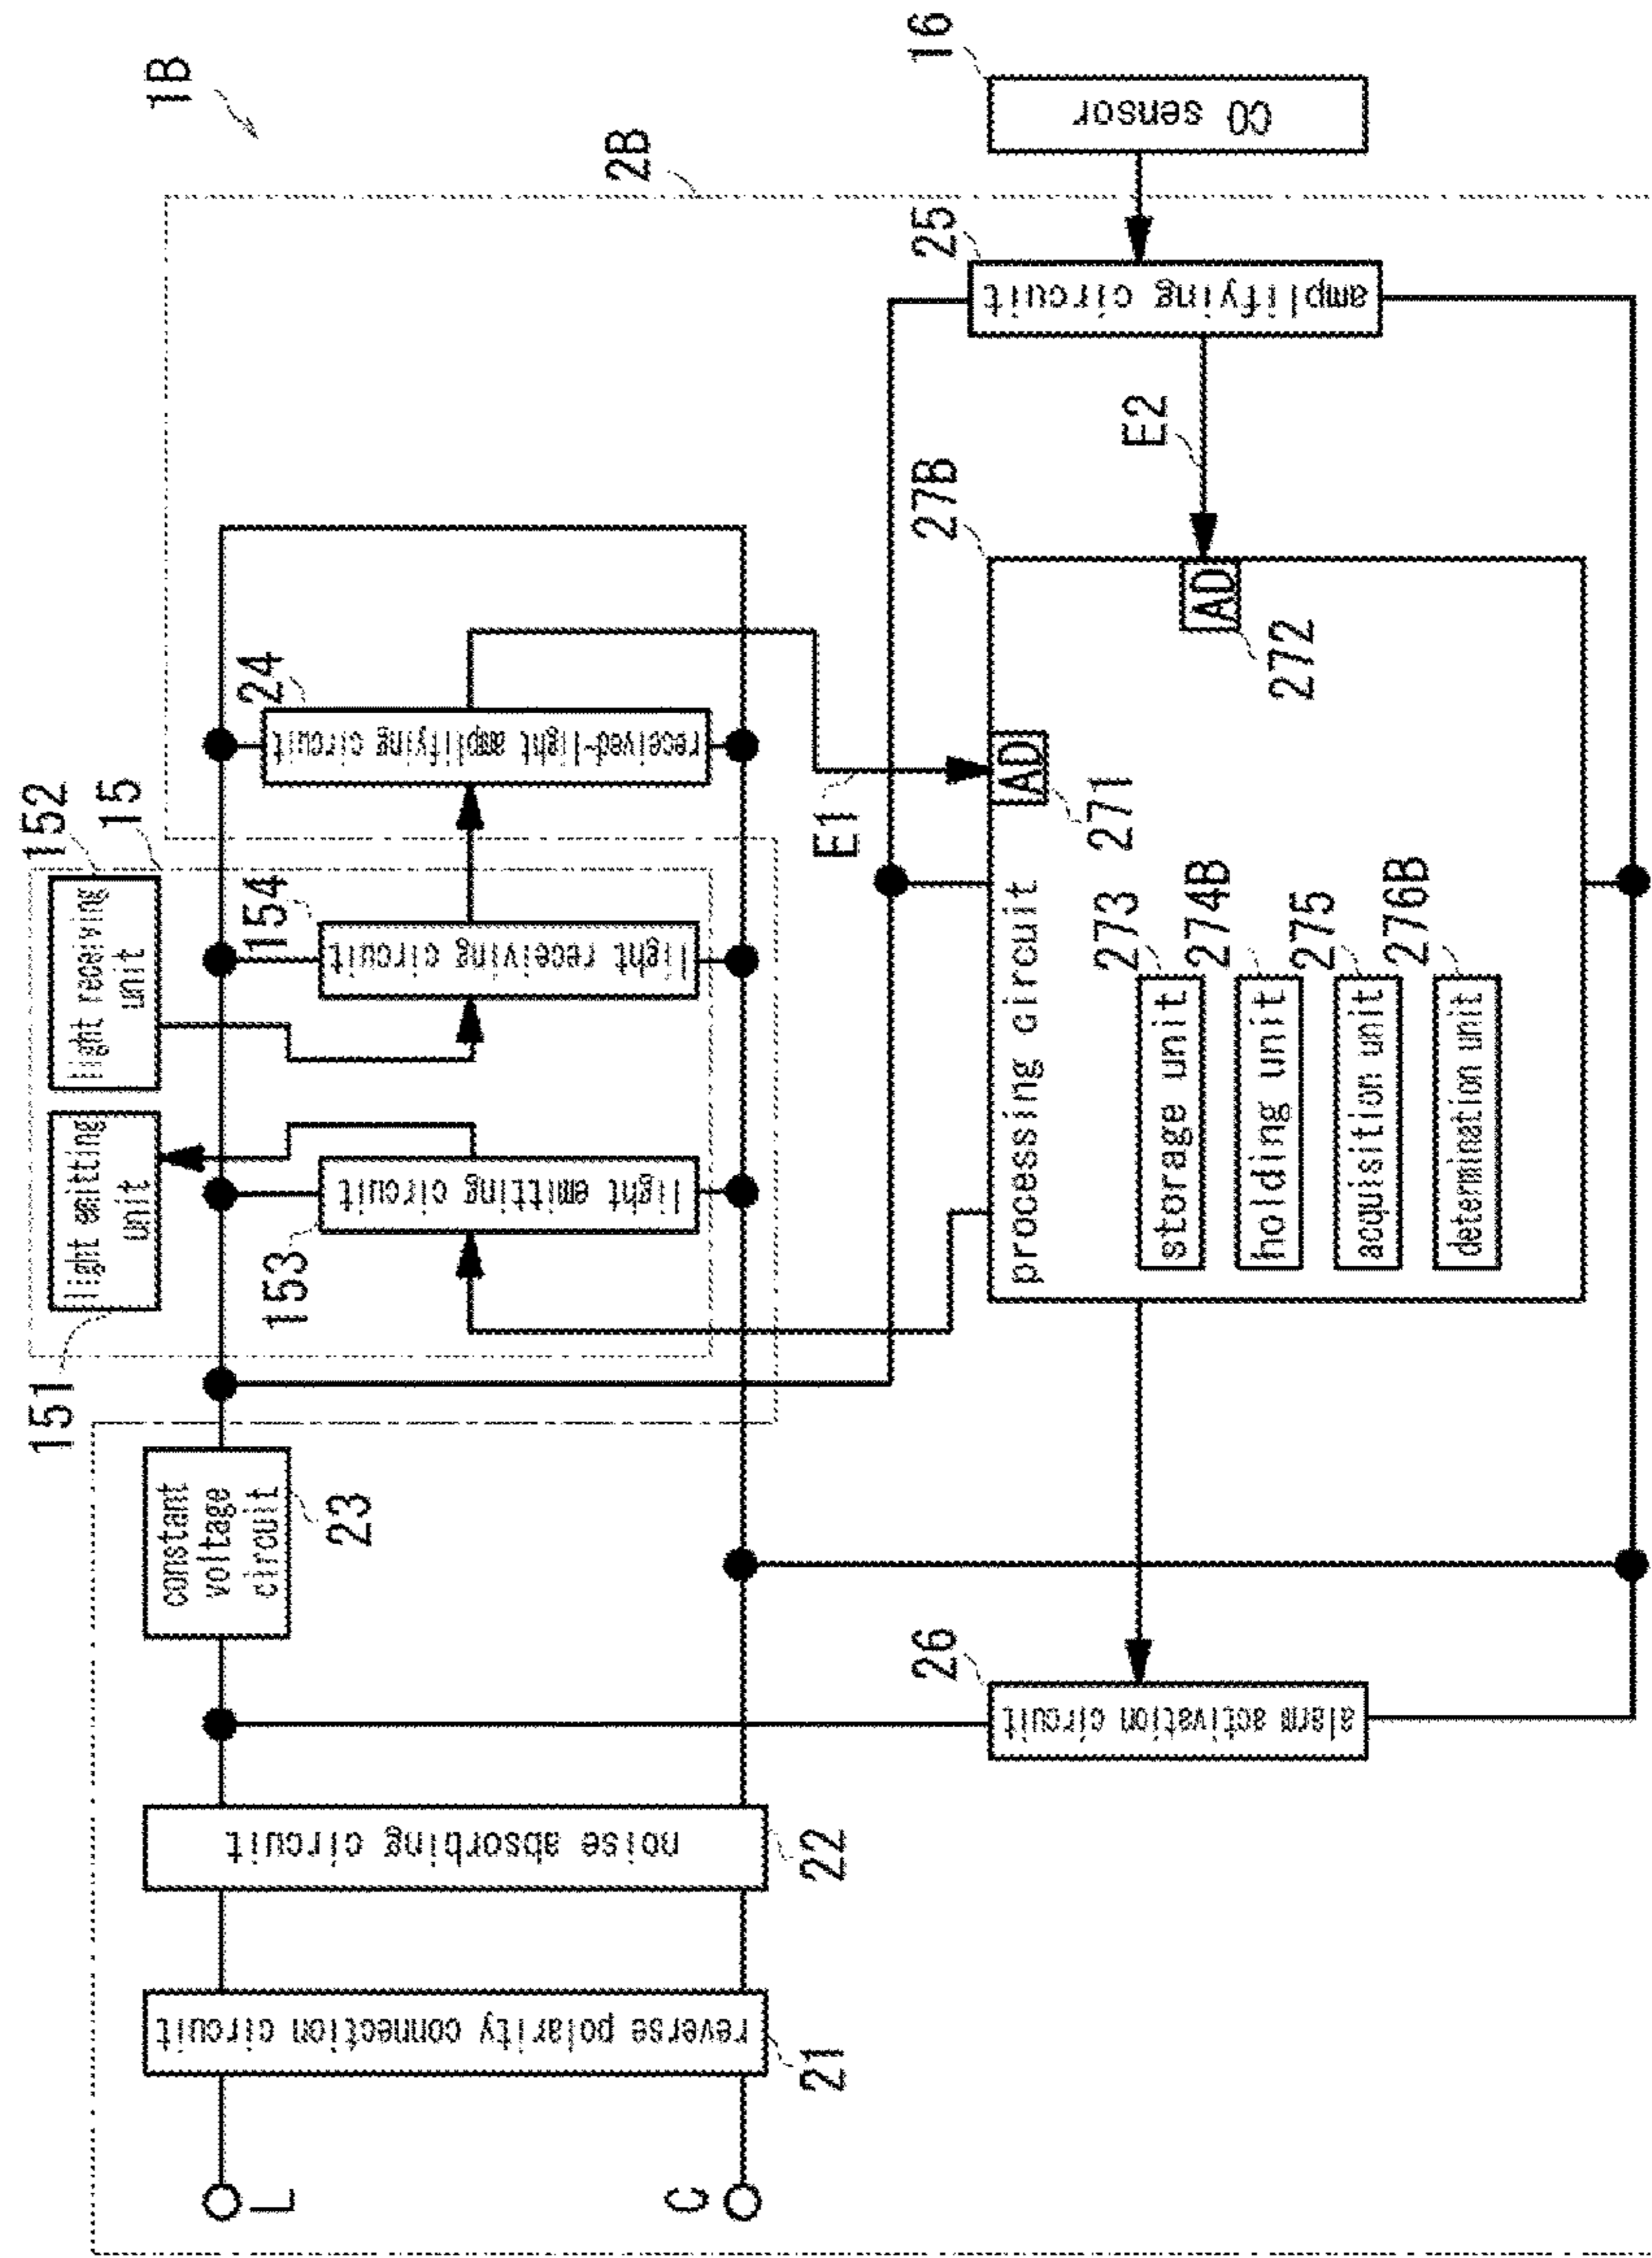 1B
2B
152
15
151
light emitting
unit
light receiving
unit
constant
voltage
circuit
23
153
light emitting circuit
154
light receiving circuit
24
received-light amplifying circuit
L
C
reverse polarity connection circuit
21
noise absorbing circuit
22
E1
26
alarm activation circuit
27B
processing circuit
AD
271
AD
272
273
storage unit
274B
holding unit
275
acquisition unit
276B
determination unit
E2
25
amplifying circuit
16
CO sensor